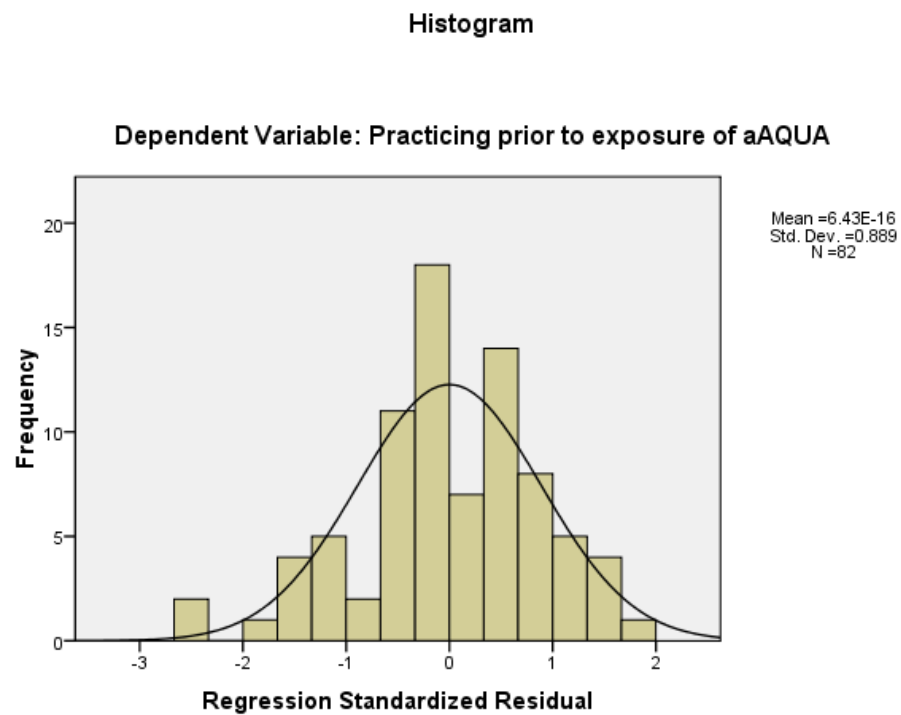 Histogram
Dependent Variable: Practicing prior to exposure of aAQUA
Mean =6.43E-16
Std. Dev. =0.889
N =82
20
15
10
5
0
Frequency
-3 -2 -1 0 1 2
Regression Standardized Residual